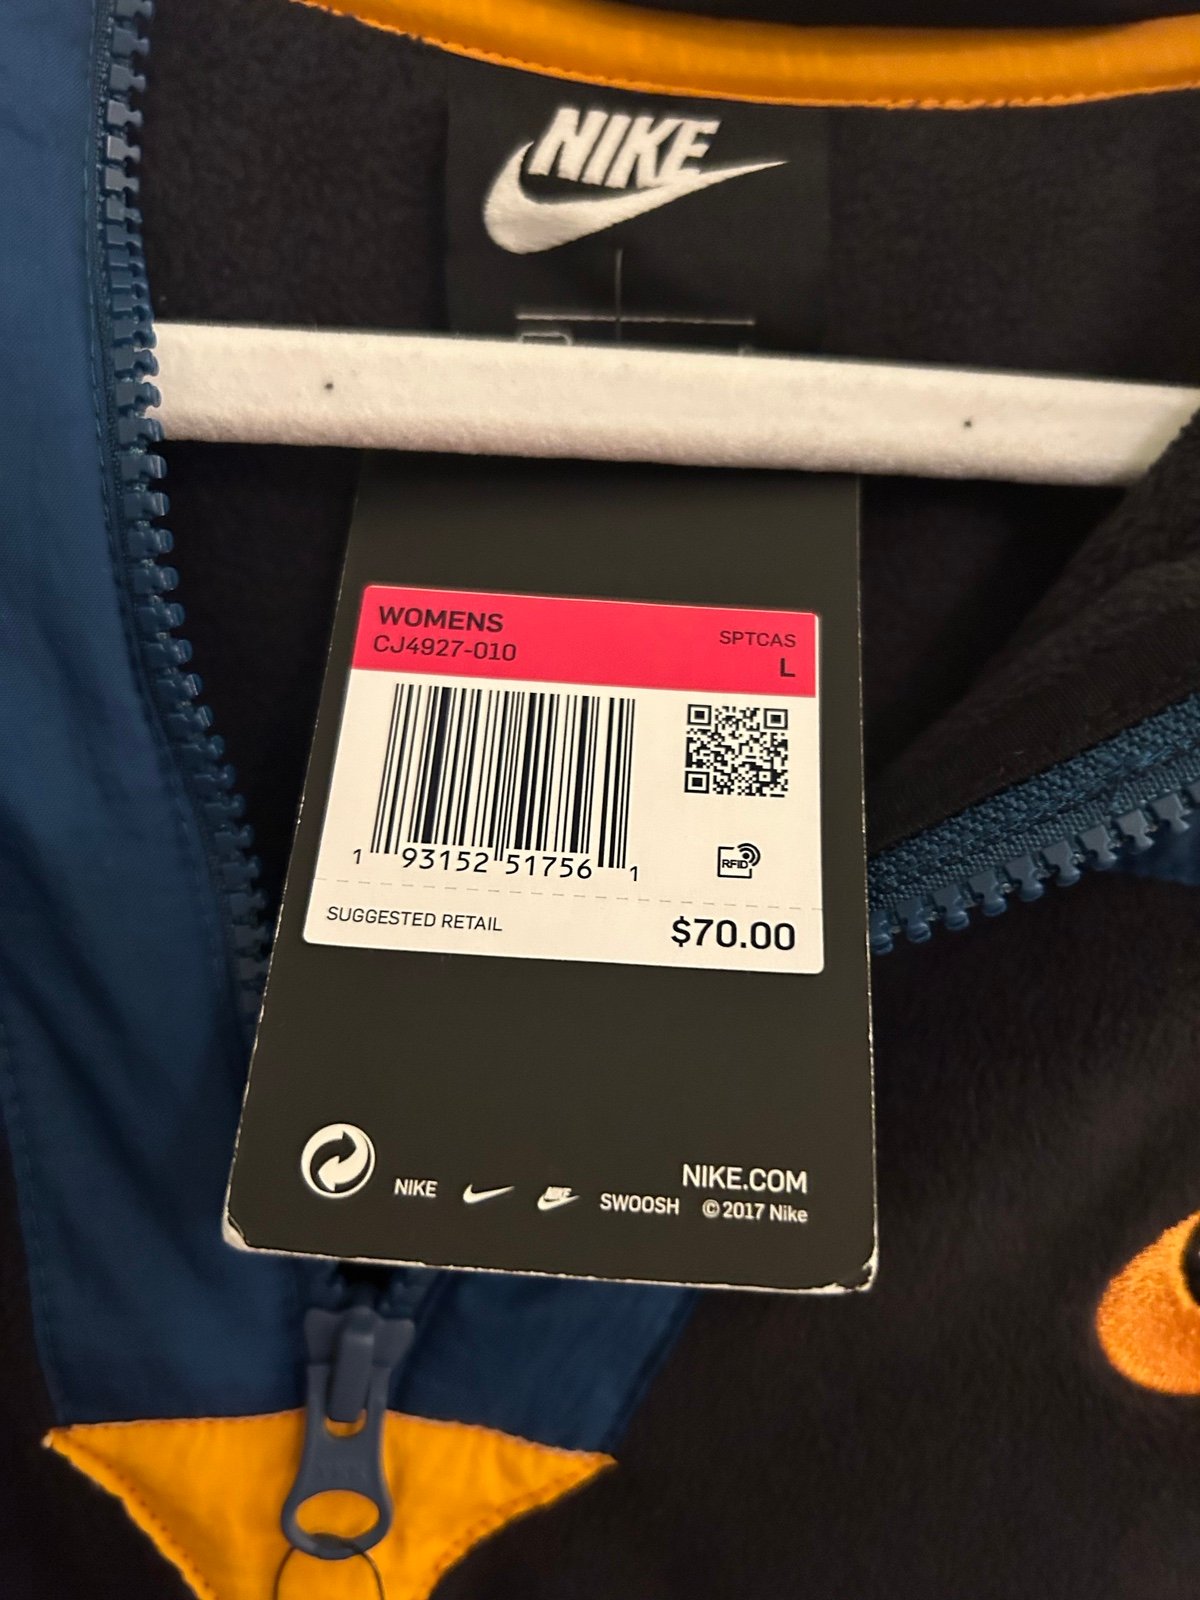 NIKE
WOMENS
CJ4927-010
SPTCAS
L
1 93152 51756 1
RFID
SUGGESTED RETAIL
$70.00
NIKE.COM
NIKE NIKE SWOOSH © 2017 Nike